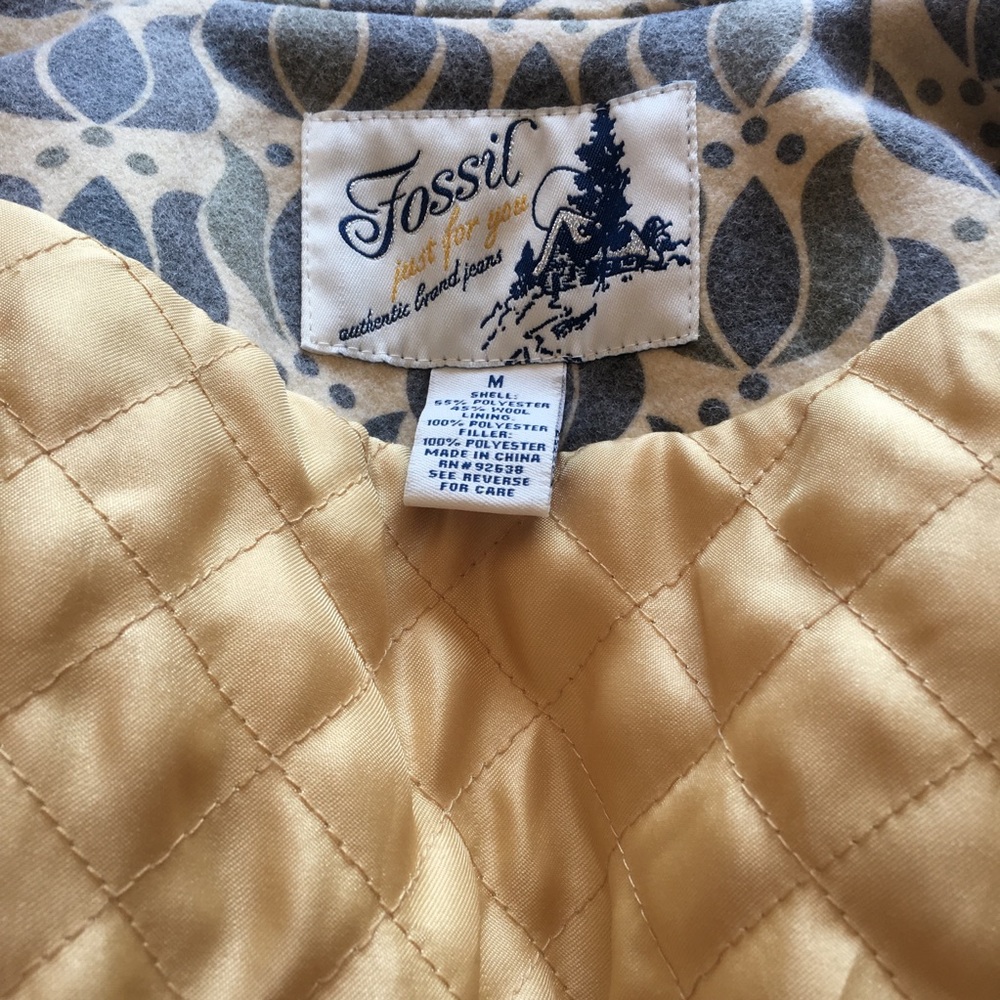 Fossil
just for you
authentic brand jeans
M
SHELL:
55% POLYESTER
45% WOOL
LINING:
100% POLYESTER
FILLER:
100% POLYESTER
MADE IN CHINA
RN# 92638
SEE REVERSE
FOR CARE